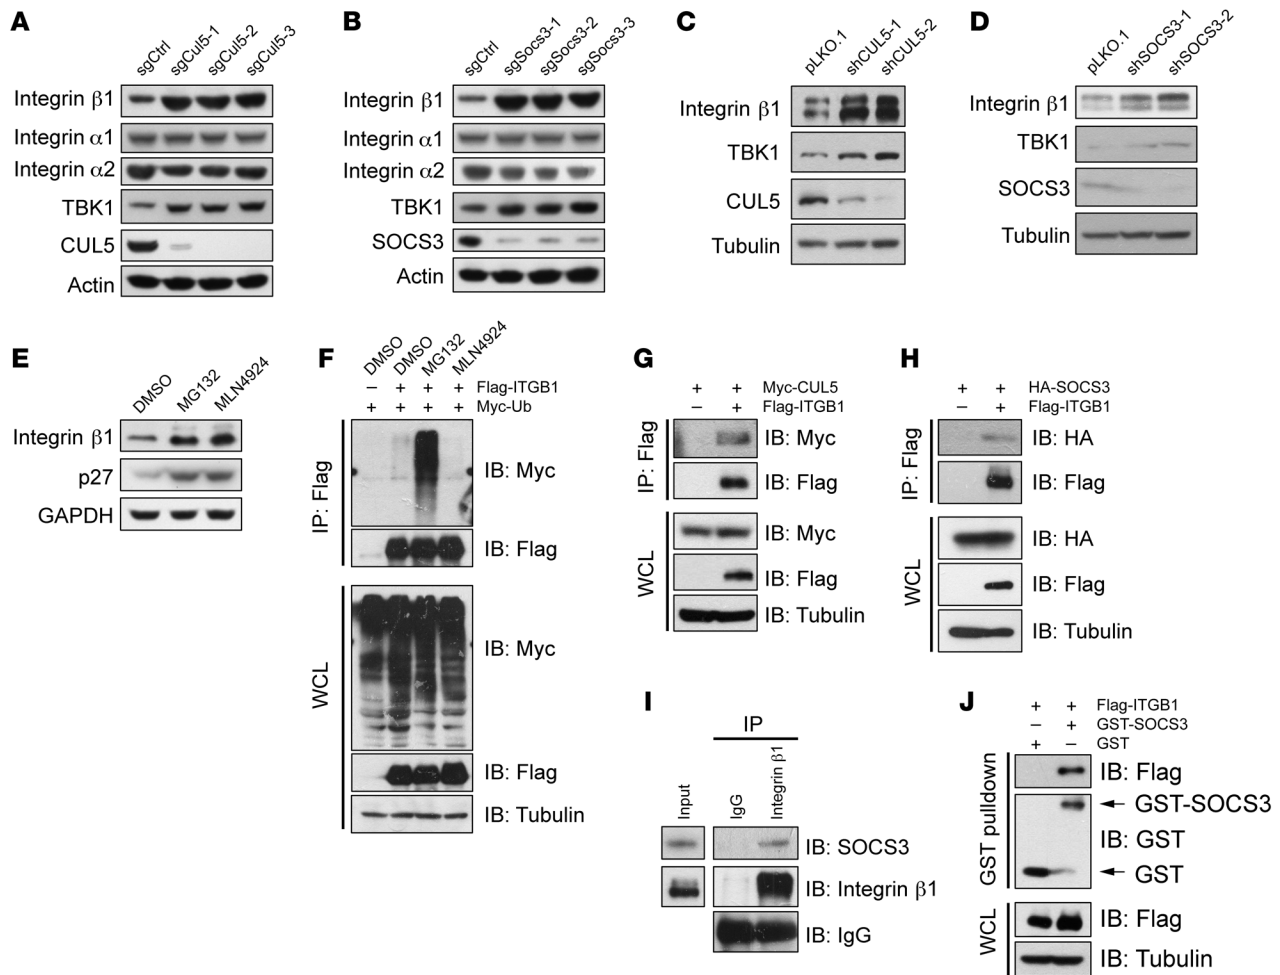 A
sgCtrl
sgCul5-1
sgCul5-2
sgCul5-3
Integrin β1
Integrin α1
Integrin α2
TBK1
CUL5
Actin
B
sgCtrl
sgSocs3-1
sgSocs3-2
sgSocs3-3
Integrin β1
Integrin α1
Integrin α2
TBK1
SOCS3
Actin
C
pLKO.1
shCUL5-1
shCUL5-2
Integrin β1
TBK1
CUL5
Tubulin
D
pLKO.1
shSOCS3-1
shSOCS3-2
Integrin β1
TBK1
SOCS3
Tubulin
E
DMSO
MG132
MLN4924
Integrin β1
p27
GAPDH
F
DMSO
DMSO
MG132
MLN4924
– + + + Flag-ITGB1
+ + + + Myc-Ub
IP: Flag
IB: Myc
IB: Flag
WCL
IB: Myc
IB: Flag
IB: Tubulin
G
+ + Myc-CUL5
– + Flag-ITGB1
IP: Flag
IB: Myc
IB: Flag
WCL
IB: Myc
IB: Flag
IB: Tubulin
H
+ + HA-SOCS3
– + Flag-ITGB1
IP: Flag
IB: HA
IB: Flag
WCL
IB: HA
IB: Flag
IB: Tubulin
I
IP
Input
IgG
Integrin β1
IB: SOCS3
IB: Integrin β1
IB: IgG
J
+ + Flag-ITGB1
– + GST-SOCS3
+ – GST
GST pulldown
IB: Flag
← GST-SOCS3
IB: GST
← GST
WCL
IB: Flag
IB: Tubulin